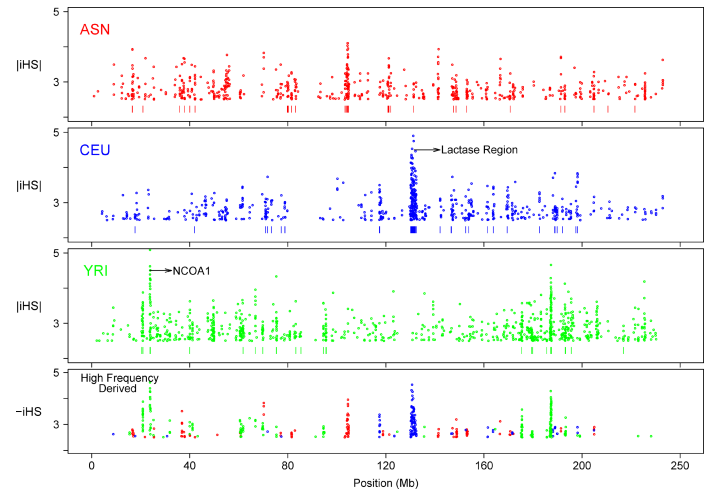 5
ASN
|iHS|
3
5
CEU
Lactase Region
|iHS|
3
5
YRI
NCOA1
|iHS|
3
5
High Frequency
Derived
−iHS
3
0 40 80 120 160 200 250
Position (Mb)